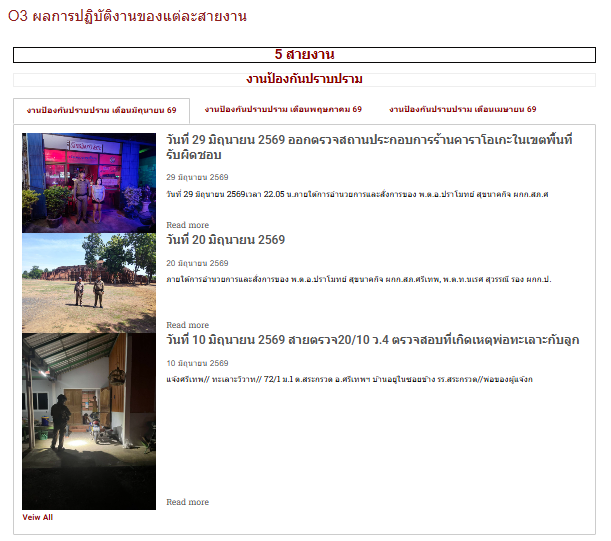 O3 ผลการปฏิบัติงานของแต่ละสายงาน
5 สายงาน
งานป้องกันปราบปราม
งานป้องกันปราบปราม เดือนมิถุนายน 69
งานป้องกันปราบปราม เดือนพฤษภาคม 69
งานป้องกันปราบปราม เดือนเมษายน 69
วันที่ 29 มิถุนายน 2569 ออกตรวจสถานประกอบการร้านคาราโอเกะในเขตพื้นที่
รับผิดชอบ
29 มิถุนายน 2569
วันที่ 29 มิถุนายน 2569เวลา 22.05 น.ภายใต้การอำนวยการและสั่งการของ พ.ต.อ.ปราโมทย์ สุขนาคกิจ ผกก.สภ.ศ
Read more
วันที่ 20 มิถุนายน 2569
20 มิถุนายน 2569
ภายใต้การอำนวยการและสั่งการของ พ.ต.อ.ปราโมทย์ สุขนาคกิจ ผกก.สภ.ศรีเทพ, พ.ต.ท.นเรศ สุวรรณี รอง ผกก.ป.
Read more
วันที่ 10 มิถุนายน 2569 สายตรวจ20/10 ว.4 ตรวจสอบที่เกิดเหตุพ่อทะเลาะกับลูก
10 มิถุนายน 2569
แจ้งศรีเทพ// ทะเลาะวิวาท// 72/1 ม.1 ต.สระกรวด อ.ศรีเทพฯ บ้านอยู่ในซอยข้าง รร.สระกรวด//พ่อของผู้แจ้งก
Read more
Veiw All